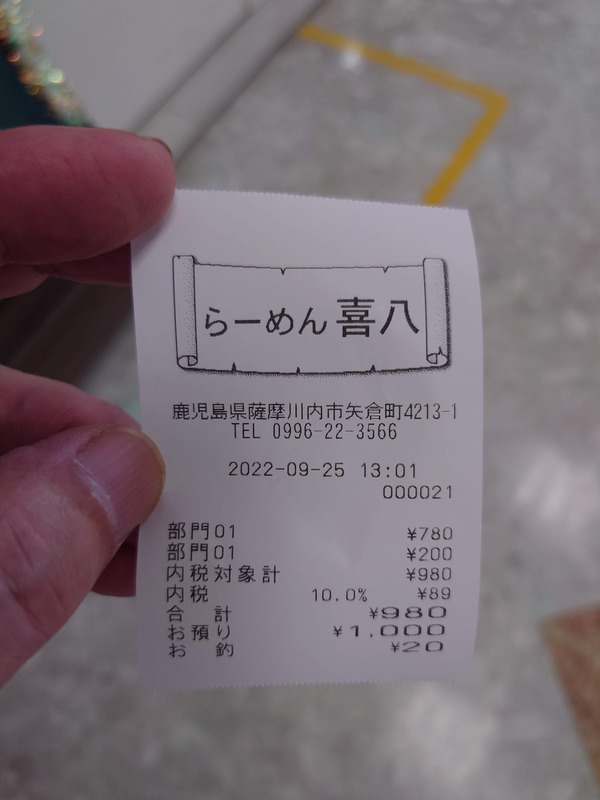 らーめん 喜八
鹿児島県薩摩川内市矢倉町4213-1
TEL 0996-22-3566
2022-09-25 13:01
000021
部門01 ¥780
部門01 ¥200
内税対象計 ¥980
内税 10.0% ¥89
合 計 ¥980
お預り ¥1,000
お 釣 ¥20